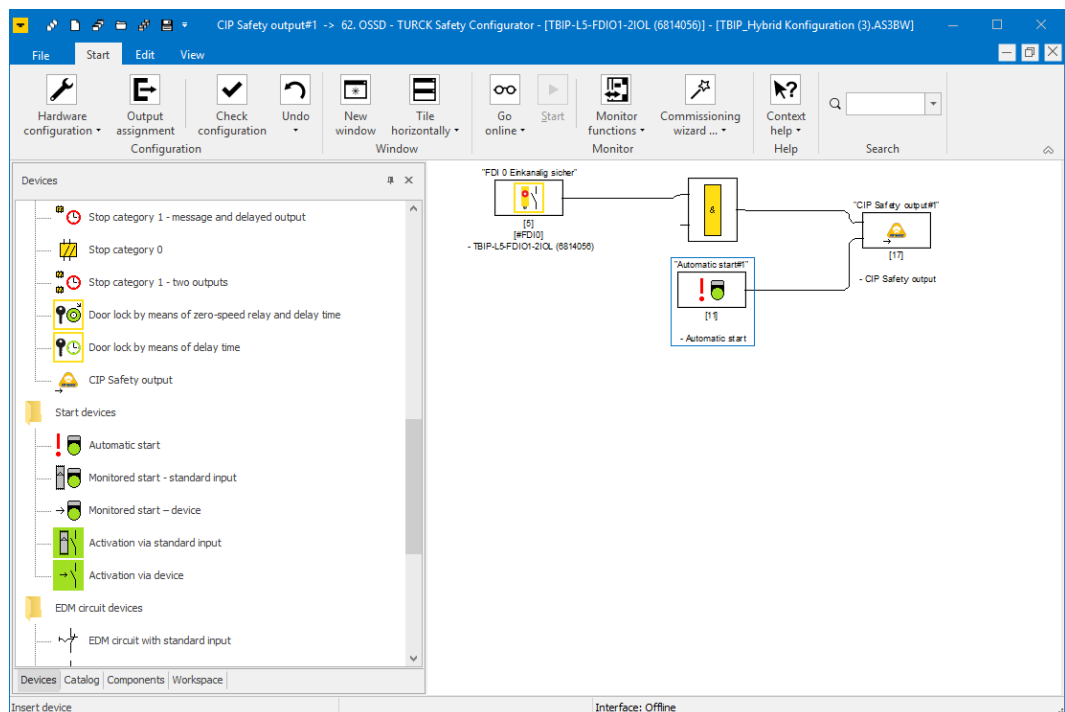 CIP Safety output#1 -> 62. OSSD - TURCK Safety Configurator - [TBIP-L5-FDIO1-2IOL (6814056)] - [TBIP_Hybrid Konfiguration (3).AS3BW]
File Start Edit View
Hardware configuration
Output assignment
Check configuration
Undo
Configuration
New window
Tile horizontally
Window
Go online
Start
Monitor functions
Commissioning wizard ...
Monitor
Context help
Help
Search
Devices
Stop category 1 - message and delayed output
Stop category 0
Stop category 1 - two outputs
Door lock by means of zero-speed relay and delay time
Door lock by means of delay time
CIP Safety output
Start devices
Automatic start
Monitored start - standard input
Monitored start – device
Activation via standard input
Activation via device
EDM circuit devices
EDM circuit with standard input
Devices Catalog Components Workspace
"FDI 0 Einkanalig sicher"
[5]
[#FDI0]
- TBIP-L5-FDIO1-2IOL (6814056)
&
"Automatic start#1"
[11]
- Automatic start
"CIP Safety output#1"
[17]
- CIP Safety output
Insert device
Interface: Offline